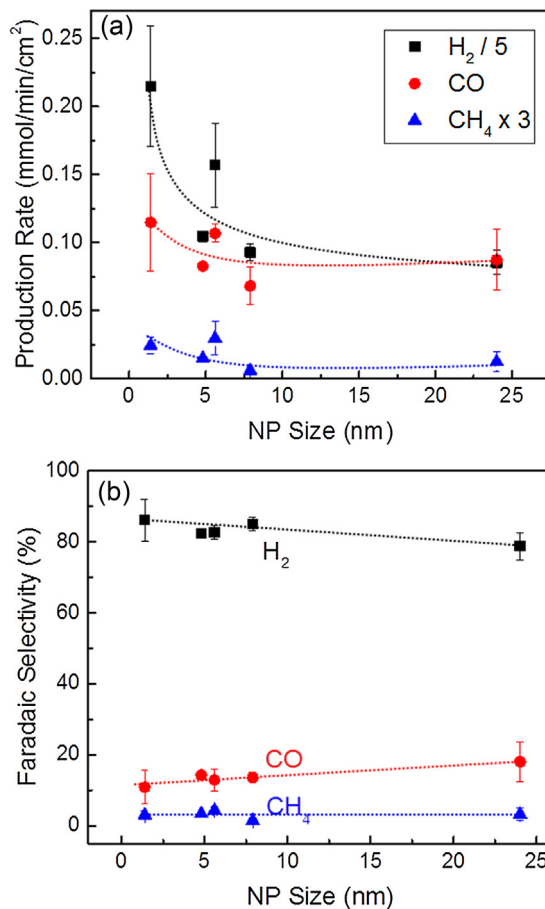 (a)
H₂ / 5
CO
CH₄ x 3
Production Rate (mmol/min/cm²)
0.25
0.20
0.15
0.10
0.05
0.00
0 5 10 15 20 25
NP Size (nm)
(b)
Faradaic Selectivity (%)
100
80
60
40
20
0
H₂
CO
CH₄
0 5 10 15 20 25
NP Size (nm)